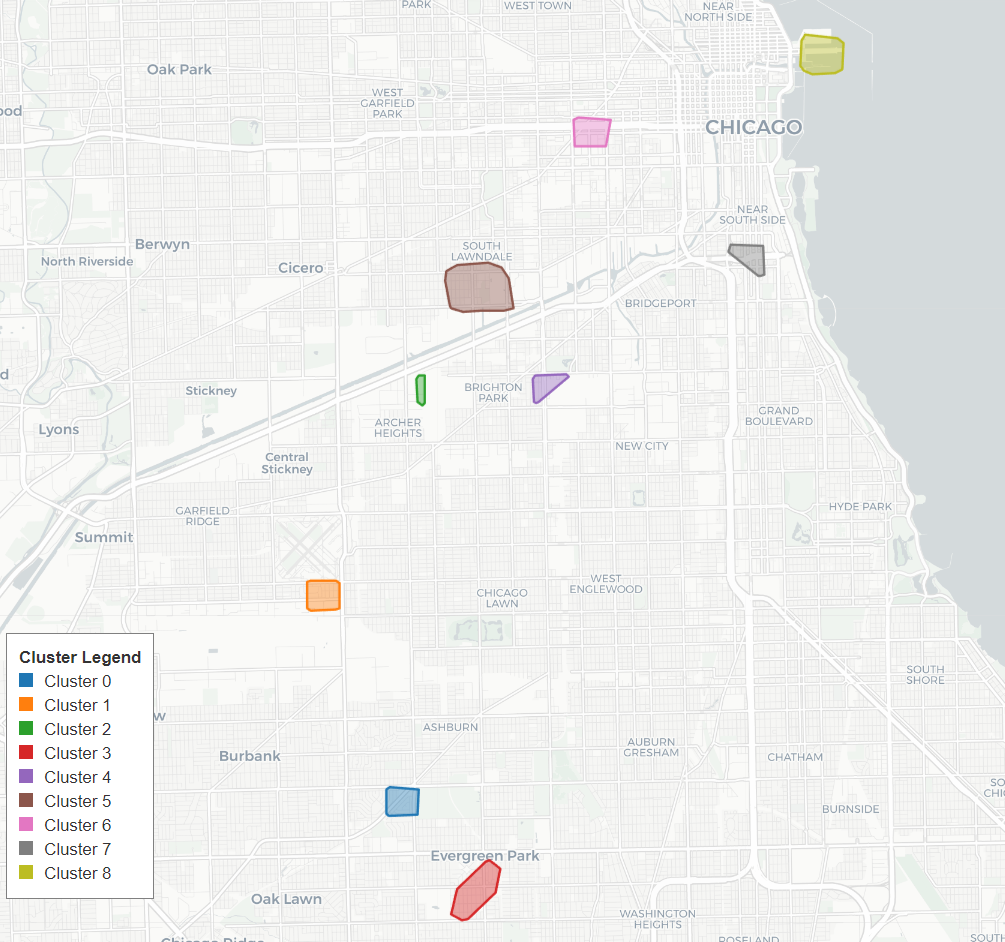 PARK
WEST TOWN
NEAR
NORTH SIDE
Oak Park
WEST
GARFIELD
PARK
CHICAGO
NEAR
SOUTH SIDE
Berwyn
SOUTH
LAWNDALE
North Riverside
Cicero
BRIDGEPORT
Stickney
BRIGHTON
PARK
GRAND
BOULEVARD
Lyons
ARCHER
HEIGHTS
NEW CITY
Central
Stickney
HYDE PARK
GARFIELD
RIDGE
Summit
WEST
ENGLEWOOD
CHICAGO
LAWN
Cluster Legend
Cluster 0
Cluster 1
Cluster 2
Cluster 3
Cluster 4
Cluster 5
Cluster 6
Cluster 7
Cluster 8
SOUTH
SHORE
ASHBURN
AUBURN
GRESHAM
Burbank
CHATHAM
BURNSIDE
Evergreen Park
Oak Lawn
WASHINGTON
HEIGHTS
Chicago Ridge
ROSELAND